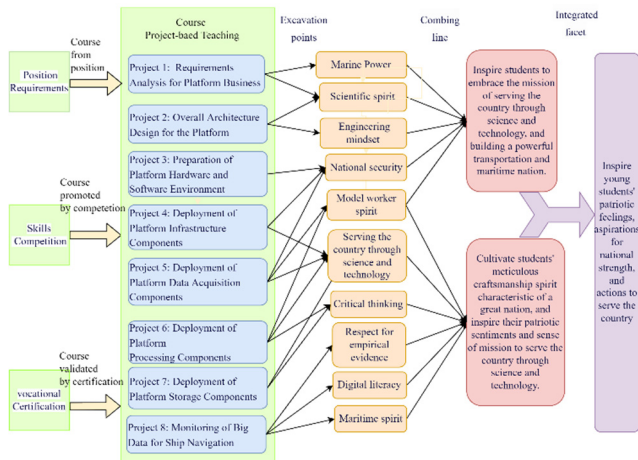 Course
Project-baed Teaching
Excavation
points
Combing
line
Integrated
facet
Position
Requirements
Course
from
position
Skills
Competition
Course
promoted
by competetion
vocational
Certification
Course
validated
by certification
Project 1: Requirements
Analysis for Platform Business
Project 2: Overall Architecture
Design for the Platform
Project 3: Preparation of
Platform Hardware and
Software Environment
Project 4: Deployment of
Platform Infrastructure
Components
Project 5: Deployment of
Platform Data Acquisition
Components
Project 6: Deployment of
Platform
Processing Components
Project 7: Deployment of
Platform Storage Components
Project 8: Monitoring of Big
Data for Ship Navigation
Marine Power
Scientific spirit
Engineering
mindset
National security
Model worker
spirit
Serving the
country through
science and
technology
Critical thinking
Respect for
empirical
evidence
Digital literacy
Maritime spirit
Inspire students to
embrace the mission
of serving the
country through
science and
technology, and
building a powerful
transportation and
maritime nation.
Cultivate students'
meticulous
craftsmanship spirit
characteristic of a
great nation, and
inspire their patriotic
sentiments and sense
of mission to serve the
country through
science and
technology.
Inspire
young
students'
patriotic
feelings,
aspirations
for
national
strength,
and
actions to
serve the
country